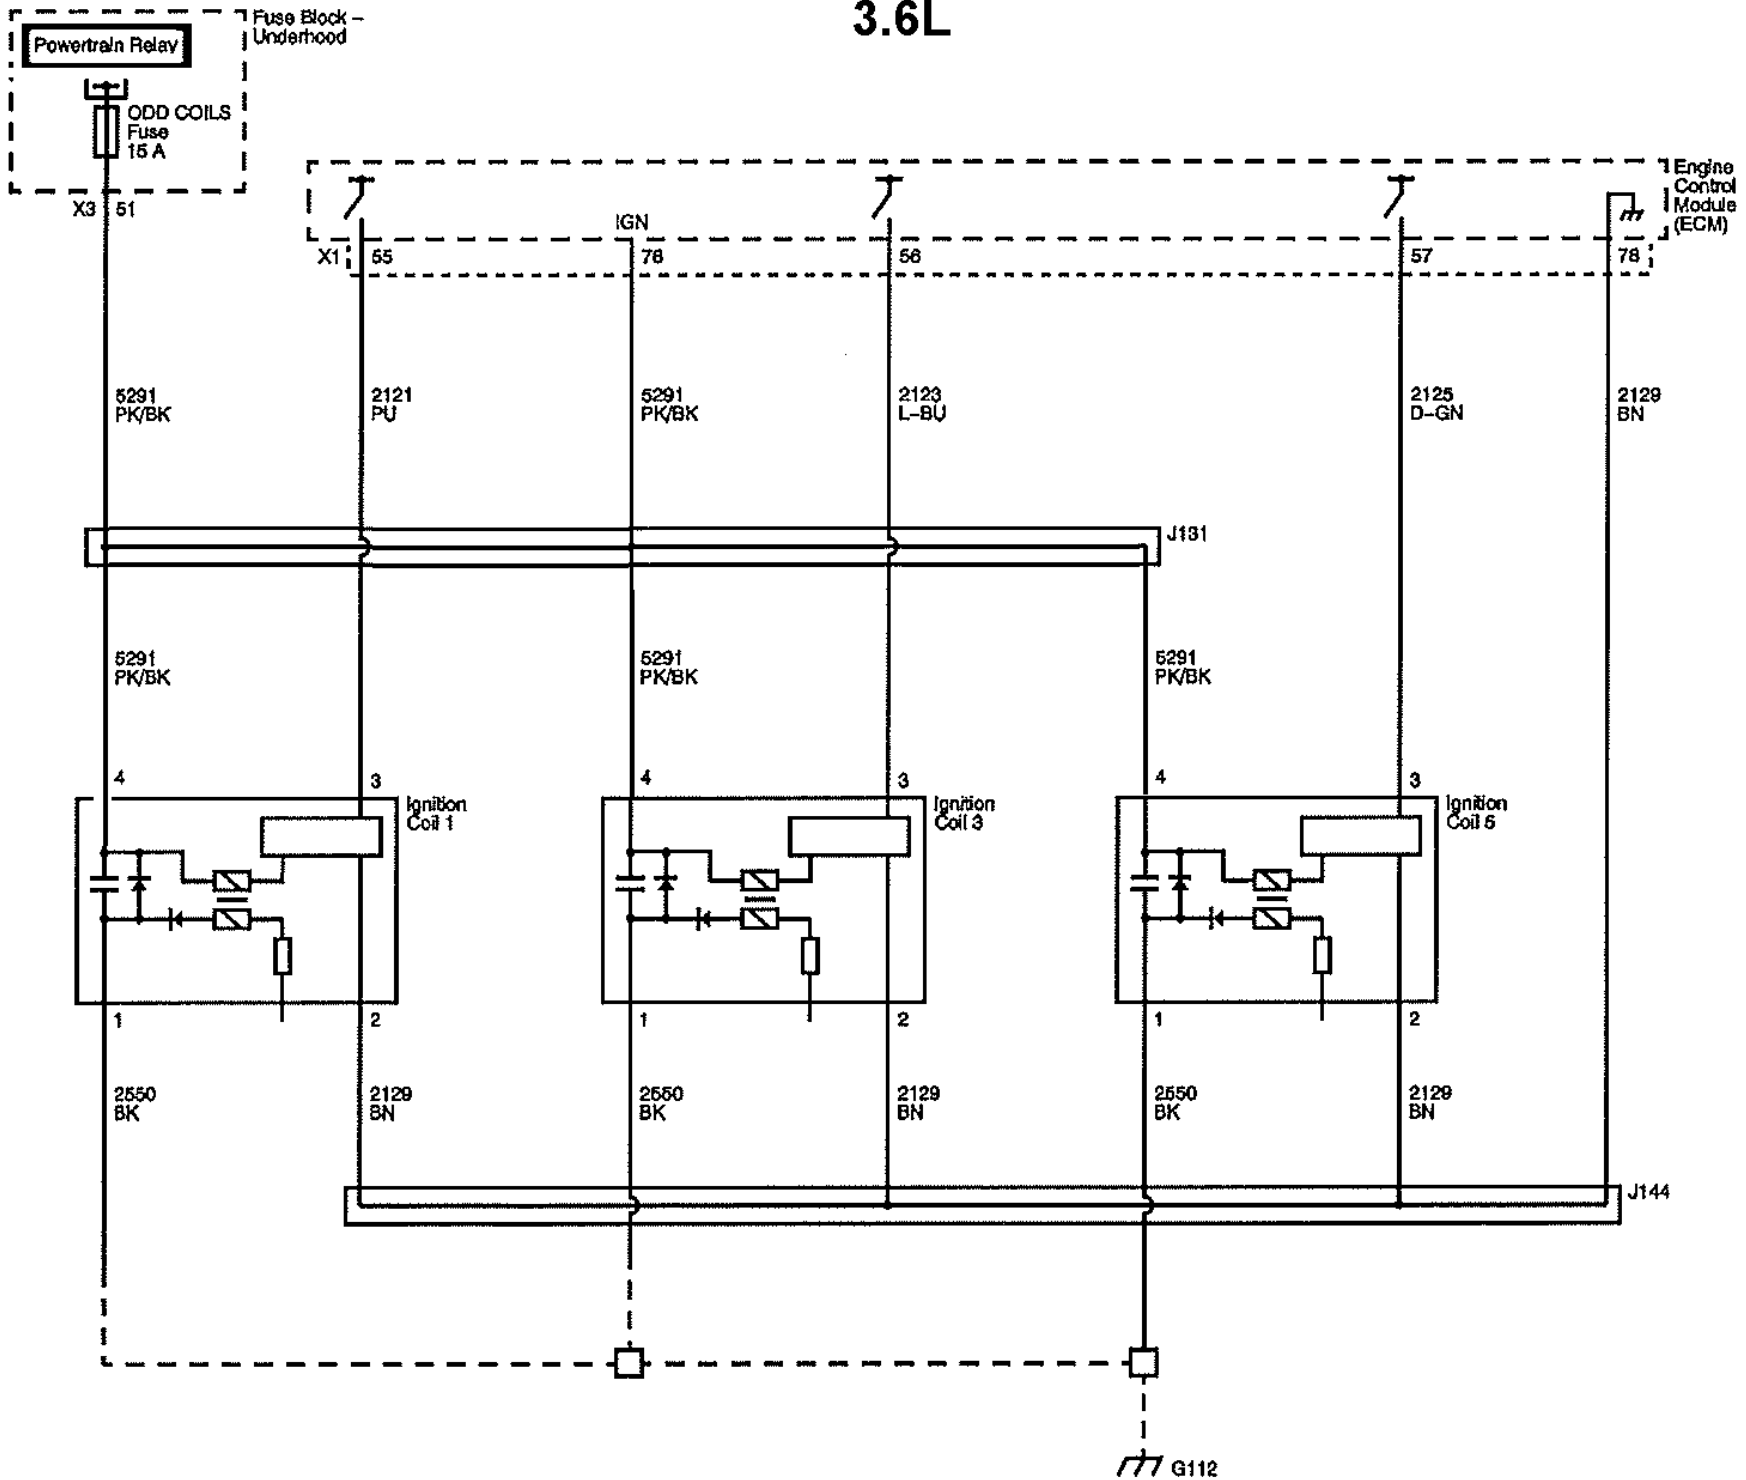 3.6L
Fuse Block –
Underhood
Powertrain Relay
ODD COILS
Fuse
15 A
X3 51
Engine
Control
Module
(ECM)
IGN
X1 55 76 56 57 78
5291
PK/BK
2121
PU
5291
PK/BK
2123
L–BU
2125
D–GN
2129
BN
J131
5291
PK/BK
5291
PK/BK
5291
PK/BK
4 3 4 3 4 3
Ignition
Coil 1
Ignition
Coil 3
Ignition
Coil 5
1 2 1 2 1 2
2550
BK
2129
BN
2550
BK
2129
BN
2550
BK
2129
BN
J144
G112